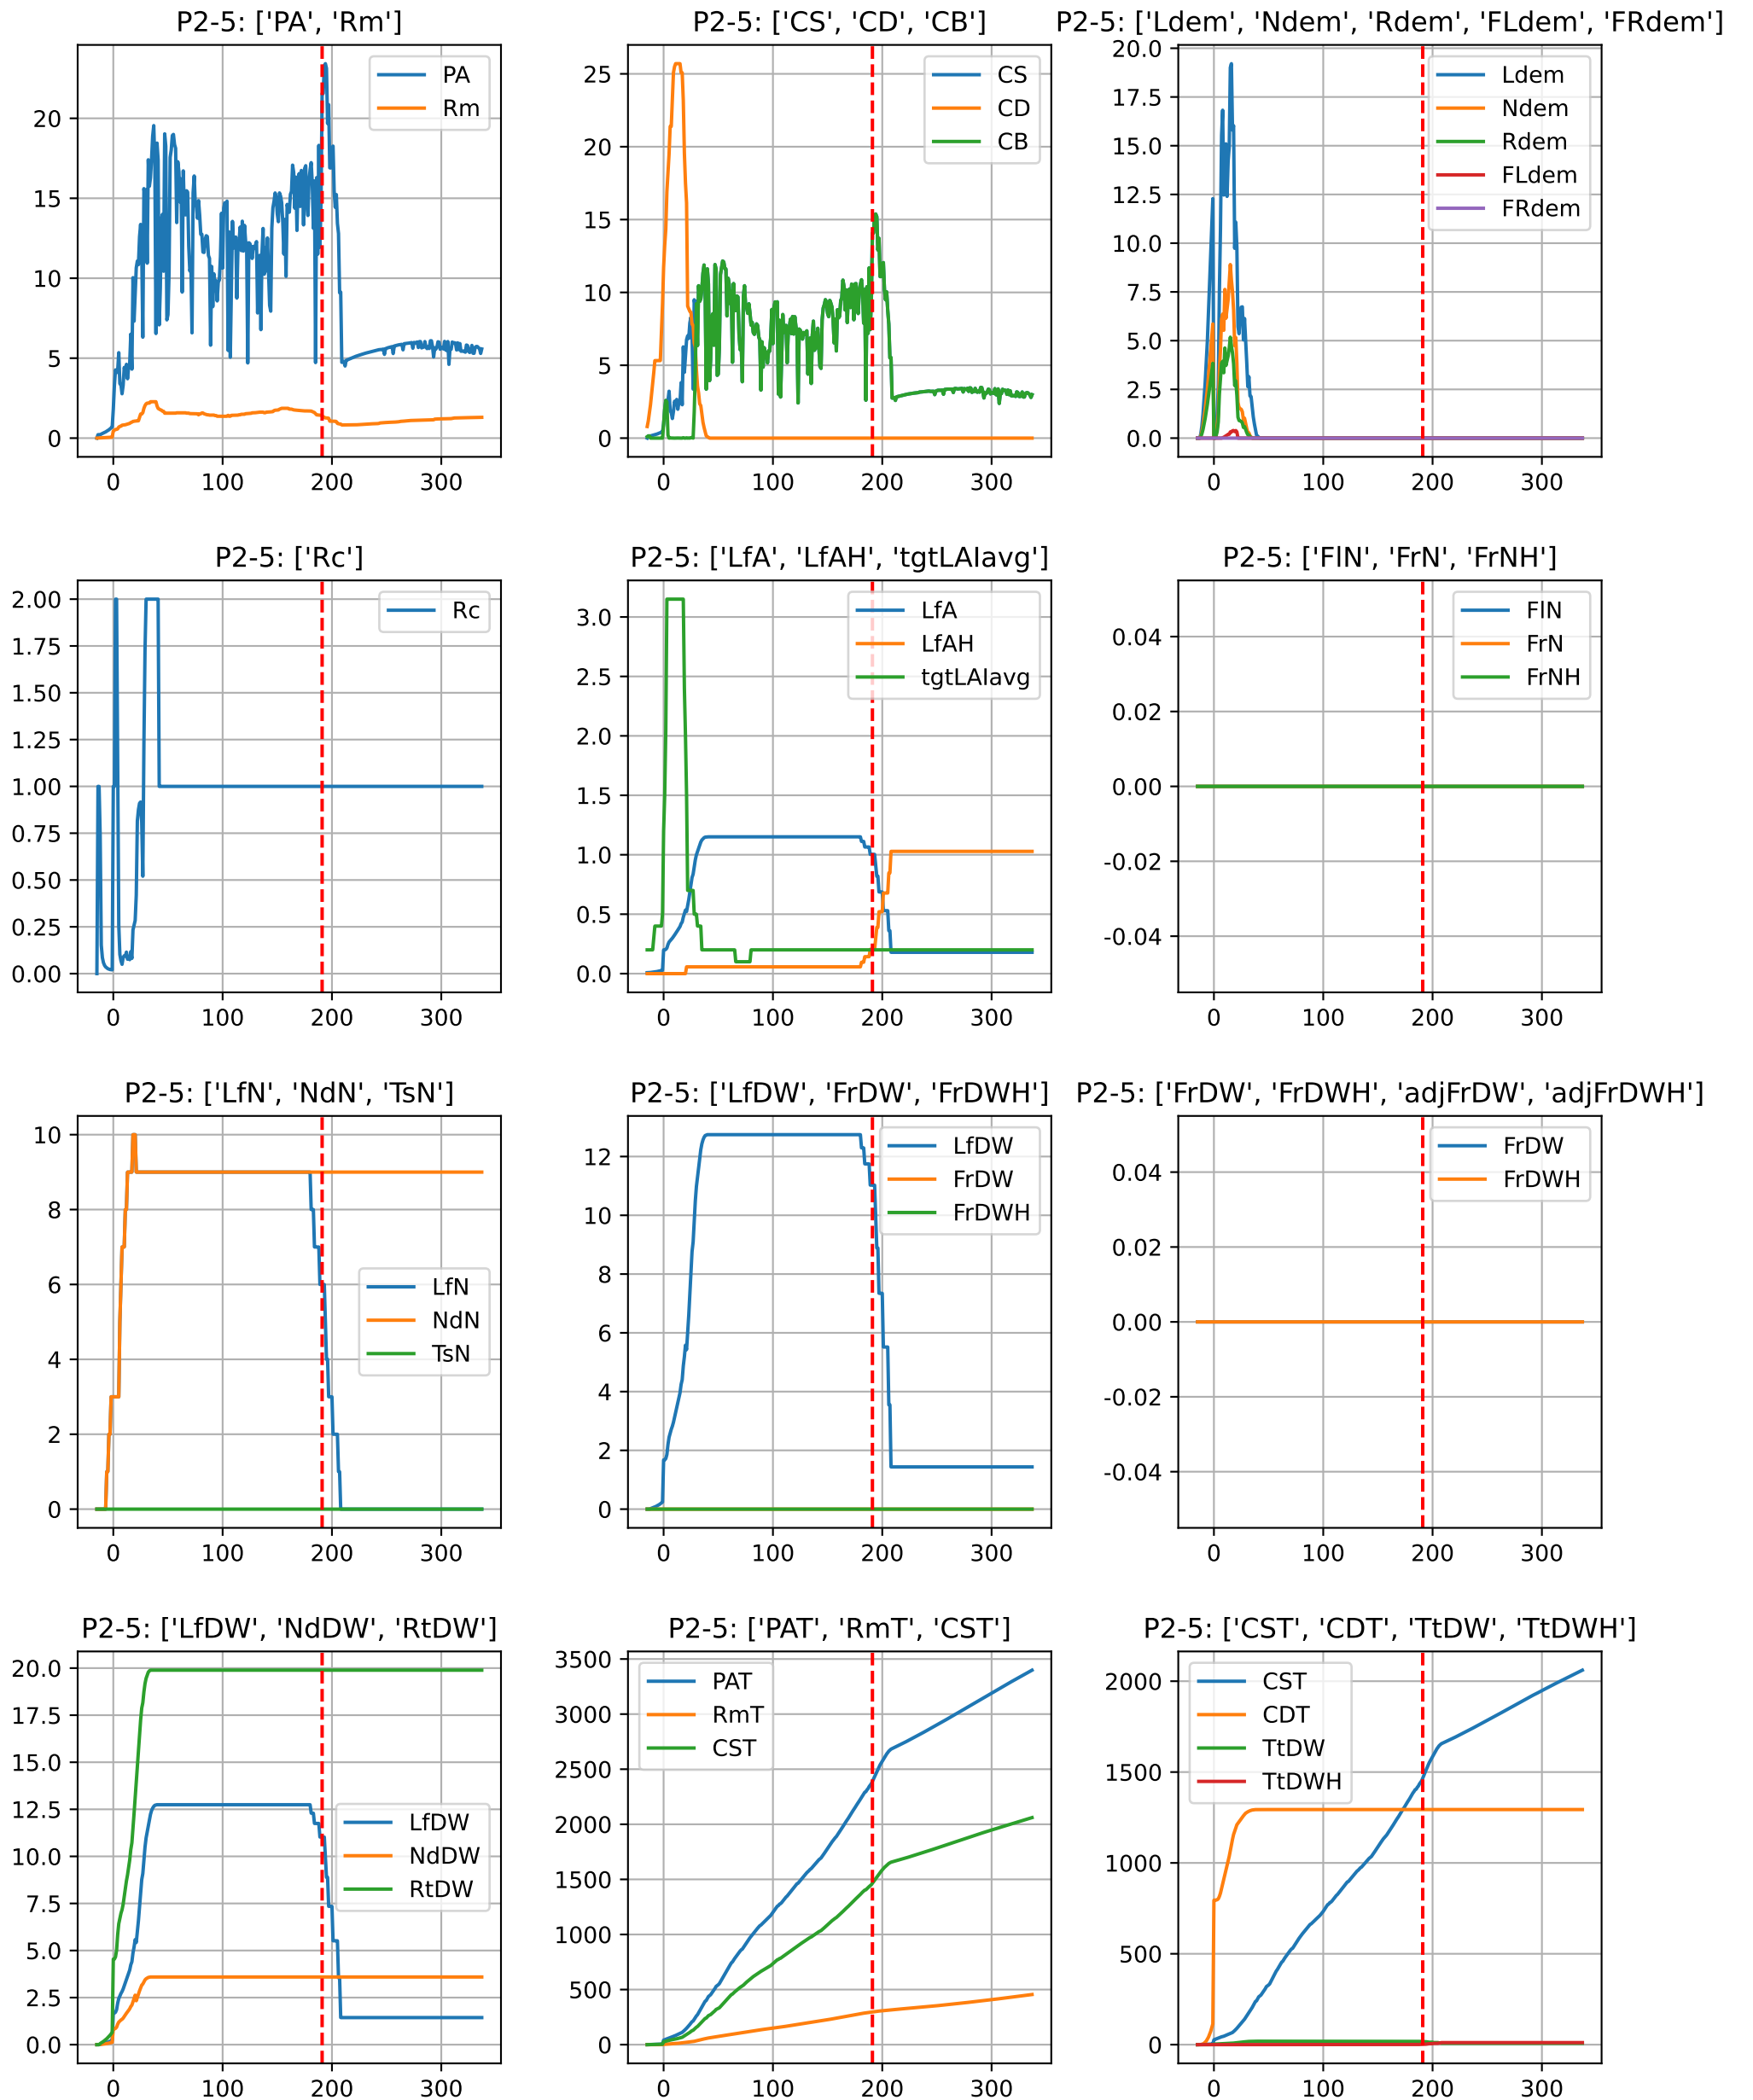 P2-5: ['PA', 'Rm']
20
15
10
5
0
0 100 200 300
PA
Rm
P2-5: ['CS', 'CD', 'CB']
25
20
15
10
5
0
0 100 200 300
CS
CD
CB
P2-5: ['Ldem', 'Ndem', 'Rdem', 'FLdem', 'FRdem']
20.0
17.5
15.0
12.5
10.0
7.5
5.0
2.5
0.0
0 100 200 300
Ldem
Ndem
Rdem
FLdem
FRdem
P2-5: ['Rc']
2.00
1.75
1.50
1.25
1.00
0.75
0.50
0.25
0.00
0 100 200 300
Rc
P2-5: ['LfA', 'LfAH', 'tgtLAIavg']
3.0
2.5
2.0
1.5
1.0
0.5
0.0
0 100 200 300
LfA
LfAH
tgtLAIavg
P2-5: ['FlN', 'FrN', 'FrNH']
0.04
0.02
0.00
-0.02
-0.04
0 100 200 300
FlN
FrN
FrNH
P2-5: ['LfN', 'NdN', 'TsN']
10
8
6
4
2
0
0 100 200 300
LfN
NdN
TsN
P2-5: ['LfDW', 'FrDW', 'FrDWH']
12
10
8
6
4
2
0
0 100 200 300
LfDW
FrDW
FrDWH
P2-5: ['FrDW', 'FrDWH', 'adjFrDW', 'adjFrDWH']
0.04
0.02
0.00
-0.02
-0.04
0 100 200 300
FrDW
FrDWH
P2-5: ['LfDW', 'NdDW', 'RtDW']
20.0
17.5
15.0
12.5
10.0
7.5
5.0
2.5
0.0
0 100 200 300
LfDW
NdDW
RtDW
P2-5: ['PAT', 'RmT', 'CST']
3500
3000
2500
2000
1500
1000
500
0
0 100 200 300
PAT
RmT
CST
P2-5: ['CST', 'CDT', 'TtDW', 'TtDWH']
2000
1500
1000
500
0
0 100 200 300
CST
CDT
TtDW
TtDWH